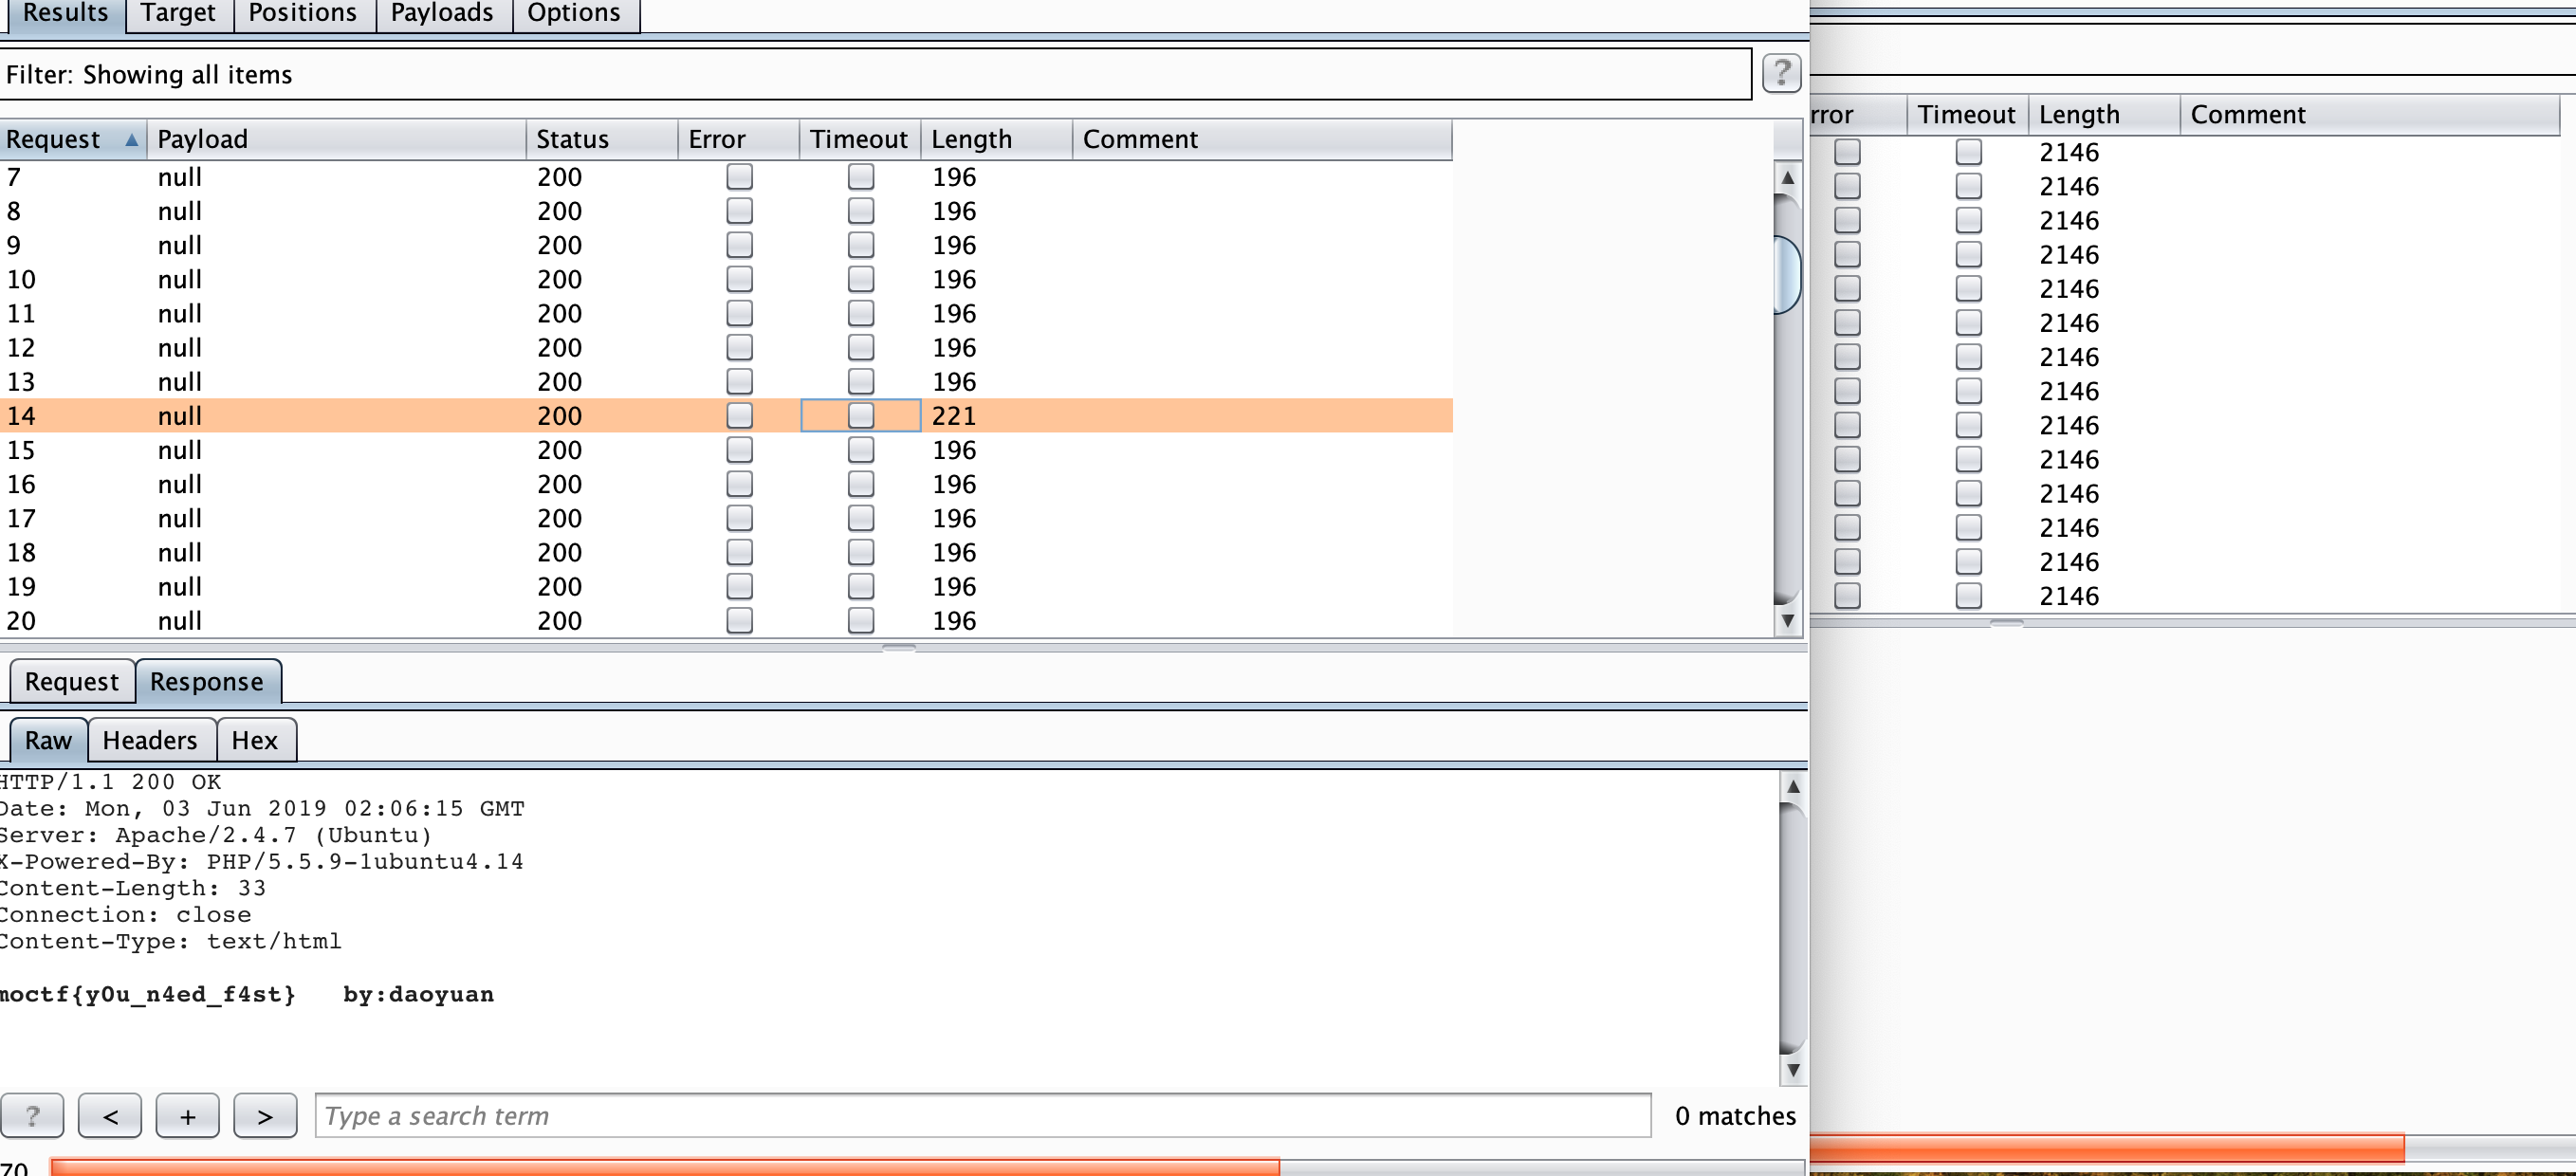 Results Target Positions Payloads Options
Filter: Showing all items ?
Request Payload Status Error Timeout Length Comment
7 null 200 196
8 null 200 196
9 null 200 196
10 null 200 196
11 null 200 196
12 null 200 196
13 null 200 196
14 null 200 221
15 null 200 196
16 null 200 196
17 null 200 196
18 null 200 196
19 null 200 196
20 null 200 196
Request Response
Raw Headers Hex
HTTP/1.1 200 OK
Date: Mon, 03 Jun 2019 02:06:15 GMT
Server: Apache/2.4.7 (Ubuntu)
X-Powered-By: PHP/5.5.9-1ubuntu4.14
Content-Length: 33
Connection: close
Content-Type: text/html
moctf{y0u_n4ed_f4st} by:daoyuan
? < + > Type a search term 0 matches
70
rror Timeout Length Comment
2146
2146
2146
2146
2146
2146
2146
2146
2146
2146
2146
2146
2146
2146